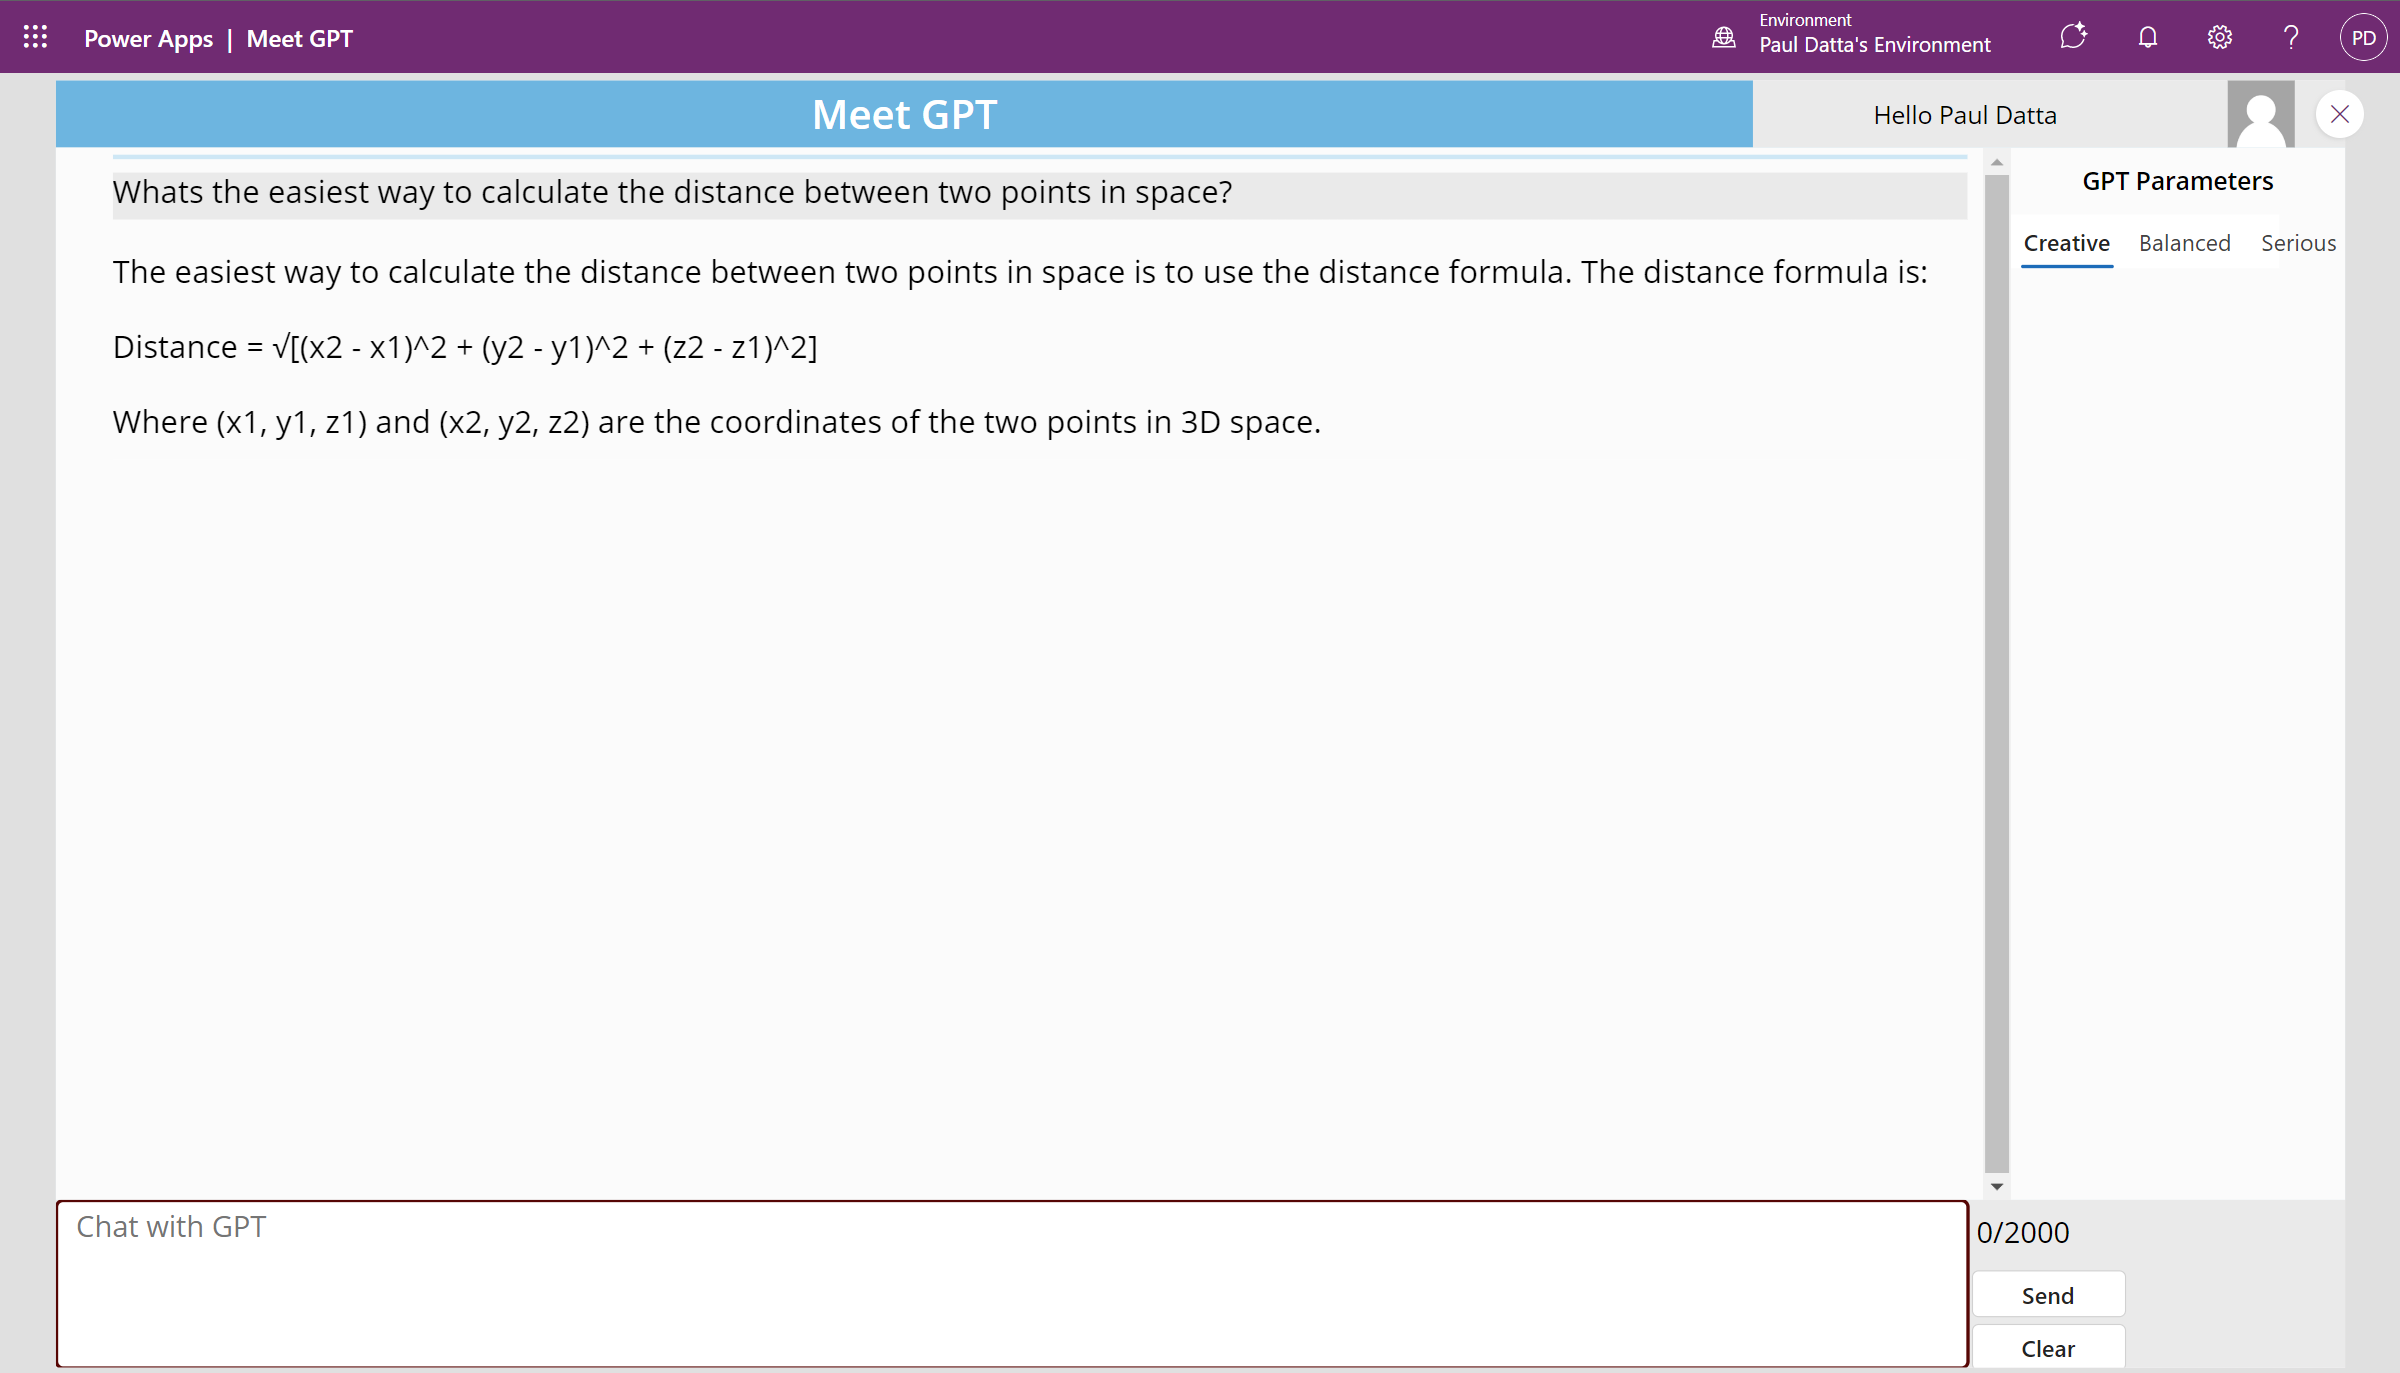 Power Apps | Meet GPT
Environment
Paul Datta's Environment
PD
Meet GPT
Hello Paul Datta
Whats the easiest way to calculate the distance between two points in space?
The easiest way to calculate the distance between two points in space is to use the distance formula. The distance formula is:
Distance = √[(x2 - x1)^2 + (y2 - y1)^2 + (z2 - z1)^2]
Where (x1, y1, z1) and (x2, y2, z2) are the coordinates of the two points in 3D space.
GPT Parameters
Creative Balanced Serious
Chat with GPT
0/2000
Send
Clear